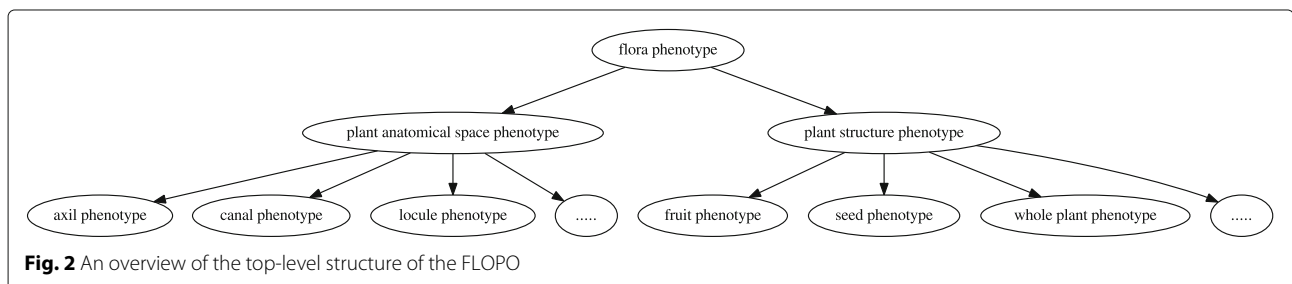 flora phenotype
plant anatomical space phenotype
plant structure phenotype
axil phenotype
canal phenotype
locule phenotype
.....
fruit phenotype
seed phenotype
whole plant phenotype
.....
Fig. 2 An overview of the top-level structure of the FLOPO